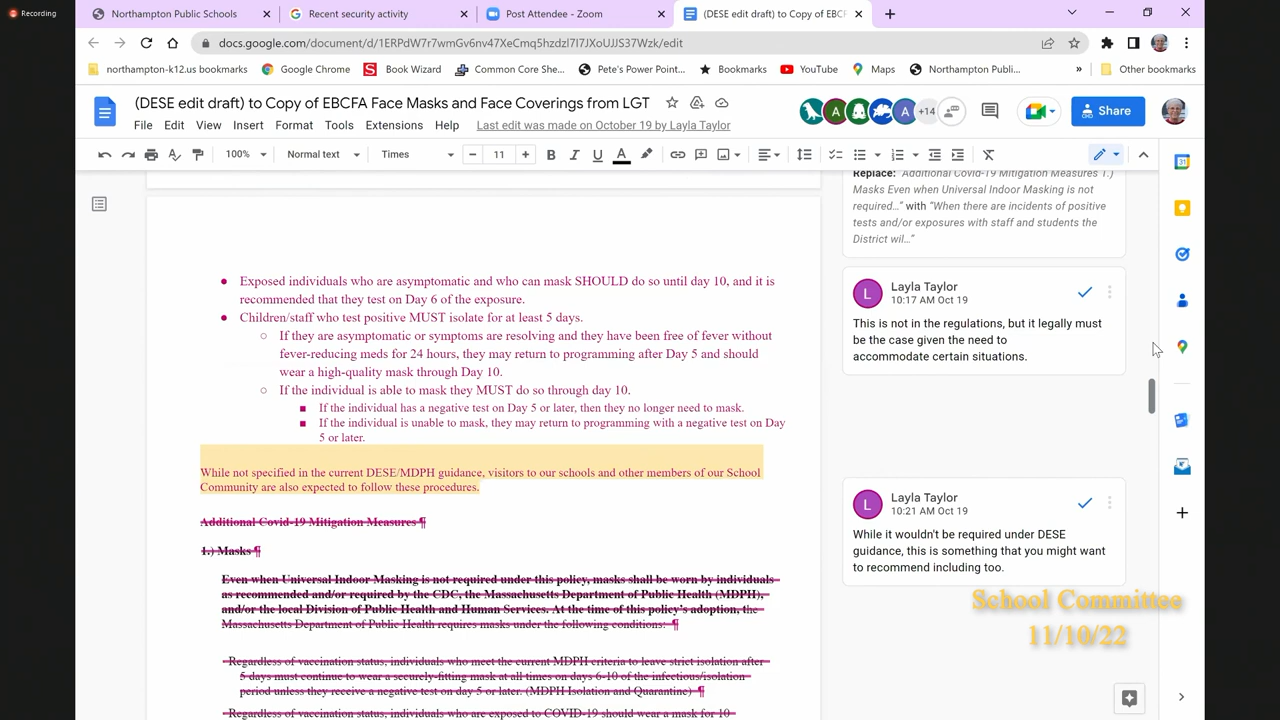 Recording
Northampton Public Schools
Recent security activity
Post Attendee - Zoom
(DESE edit draft) to Copy of EBCF
docs.google.com/document/d/1ERPdW7r7wmGv6nv47XeCmq5hzdzI7I7JXoUJJS37Wzk/edit
northampton-k12.us bookmarks
Google Chrome
Book Wizard
Common Core She...
Pete's Power Point...
Bookmarks
YouTube
Maps
Northampton Publi...
»
Other bookmarks
(DESE edit draft) to Copy of EBCFA Face Masks and Face Coverings from LGT
+14
Share
File Edit View Insert Format Tools Extensions Help Last edit was made on October 19 by Layla Taylor
100% Normal text Times 11
Replace: "Additional Covid-19 Mitigation Measures 1.)
Masks Even when Universal Indoor Masking is not
required..." with "When there are incidents of positive
tests and/or exposures with staff and students the
District wil..."
● Exposed individuals who are asymptomatic and who can mask SHOULD do so until day 10, and it is
recommended that they test on Day 6 of the exposure.
● Children/staff who test positive MUST isolate for at least 5 days.
○ If they are asymptomatic or symptoms are resolving and they have been free of fever without
fever-reducing meds for 24 hours, they may return to programming after Day 5 and should
wear a high-quality mask through Day 10.
○ If the individual is able to mask they MUST do so through day 10.
■ If the individual has a negative test on Day 5 or later, then they no longer need to mask.
■ If the individual is unable to mask, they may return to programming with a negative test on Day
5 or later.
While not specified in the current DESE/MDPH guidance, visitors to our schools and other members of our School
Community are also expected to follow these procedures.
Additional Covid-19 Mitigation Measures ¶
1.) Masks ¶
Even when Universal Indoor Masking is not required under this policy, masks shall be worn by individuals
as recommended and/or required by the CDC, the Massachusetts Department of Public Health (MDPH),
and/or the local Division of Public Health and Human Services. At the time of this policy's adoption, the
Massachusetts Department of Public Health requires masks under the following conditions: ¶
Regardless of vaccination status, individuals who meet the current MDPH criteria to leave strict isolation after
5 days must continue to wear a securely-fitting mask at all times on days 6-10 of the infectious/isolation
period unless they receive a negative test on day 5 or later. (MDPH Isolation and Quarantine) ¶
Regardless of vaccination status, individuals who are exposed to COVID-19 should wear a mask for 10
L
Layla Taylor
10:17 AM Oct 19
This is not in the regulations, but it legally must
be the case given the need to
accommodate certain situations.
L
Layla Taylor
10:21 AM Oct 19
While it wouldn't be required under DESE
guidance, this is something that you might want
to recommend including too.
School Committee
11/10/22